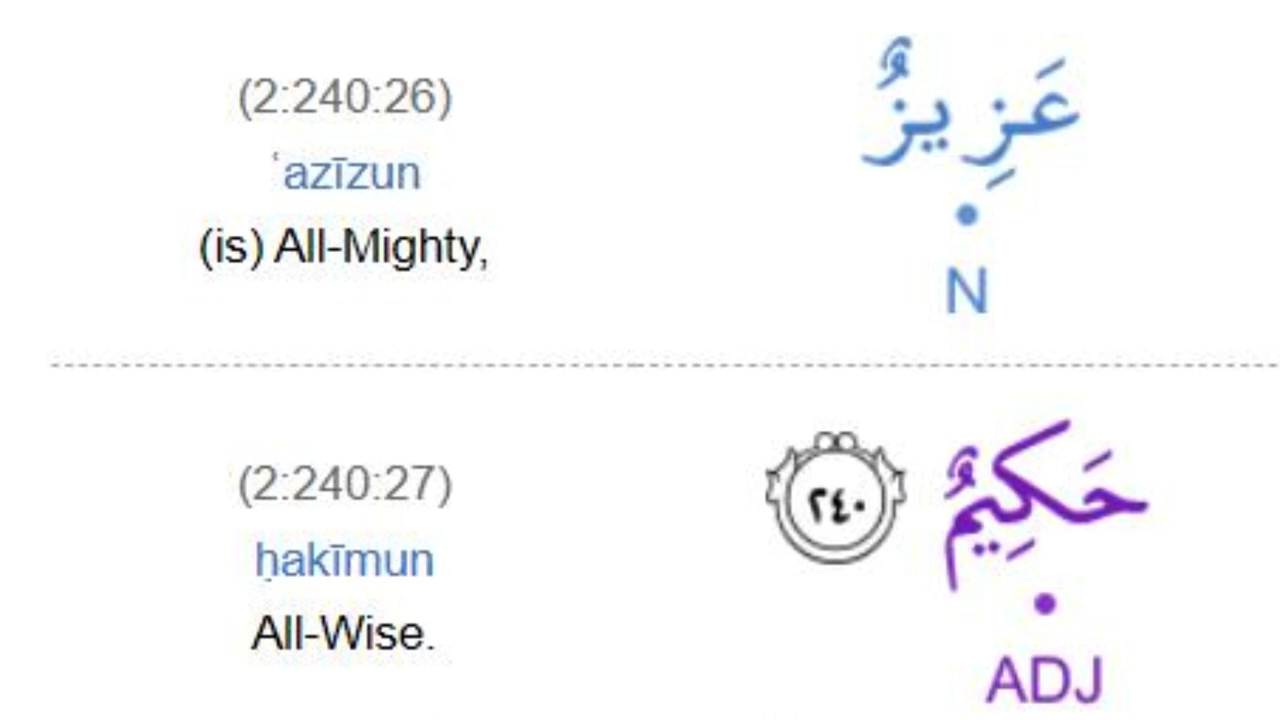 (2:240:26)
ʿazīzun
(is) All-Mighty,
عَزِيزٌ
N
(2:240:27)
ḥakīmun
All-Wise.
حَكِيمٌ ٢٤٠
ADJ